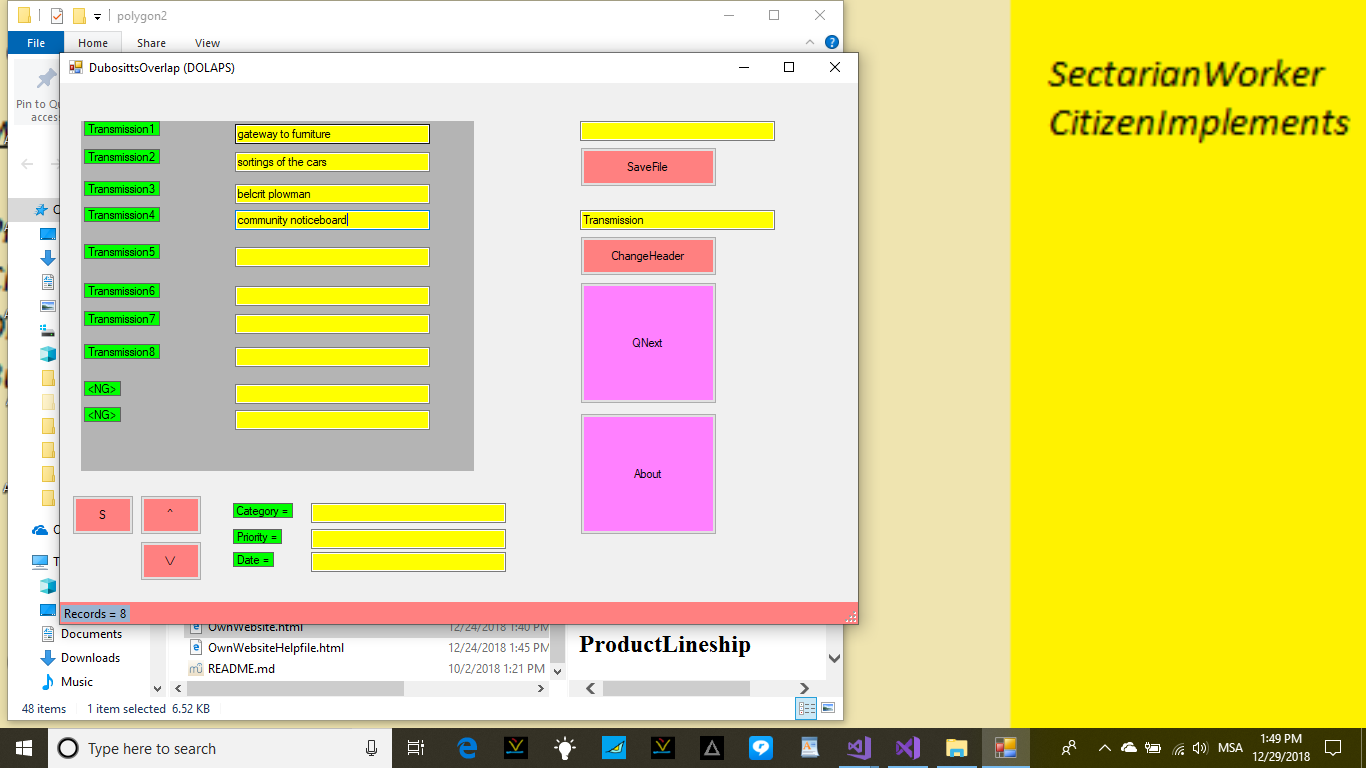 polygon2
File Home Share View
Pin to Qu
acces
DubosittsOverlap (DOLAPS)
Transmission1 gateway to furniture
Transmission2 sortings of the cars
Transmission3 belcrit plowman
Transmission4 community noticeboard
Transmission5
Transmission6
Transmission7
Transmission8
<NG>
<NG>
SaveFile
Transmission
ChangeHeader
QNext
About
S ^
V
Category =
Priority =
Date =
Records = 8
OwnWebsite.html 12/24/2018 1:40 PM
OwnWebsiteHelpfile.html 12/24/2018 1:45 PM
README.md 10/2/2018 1:21 PM
Documents
Downloads
Music
ProductLineship
48 items 1 item selected 6.52 KB
SectarianWorker
CitizenImplements
Type here to search
MSA
1:49 PM
12/29/2018